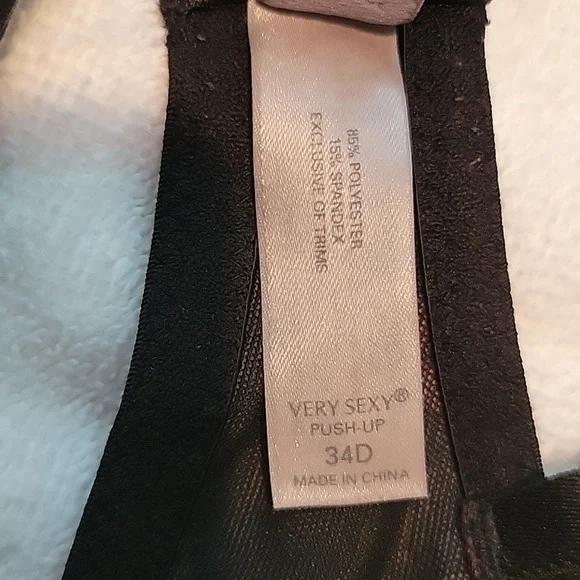 85% POLYESTER
15% SPANDEX
EXCLUSIVE OF TRIMS
VERY SEXY®
PUSH-UP
34D
MADE IN CHINA